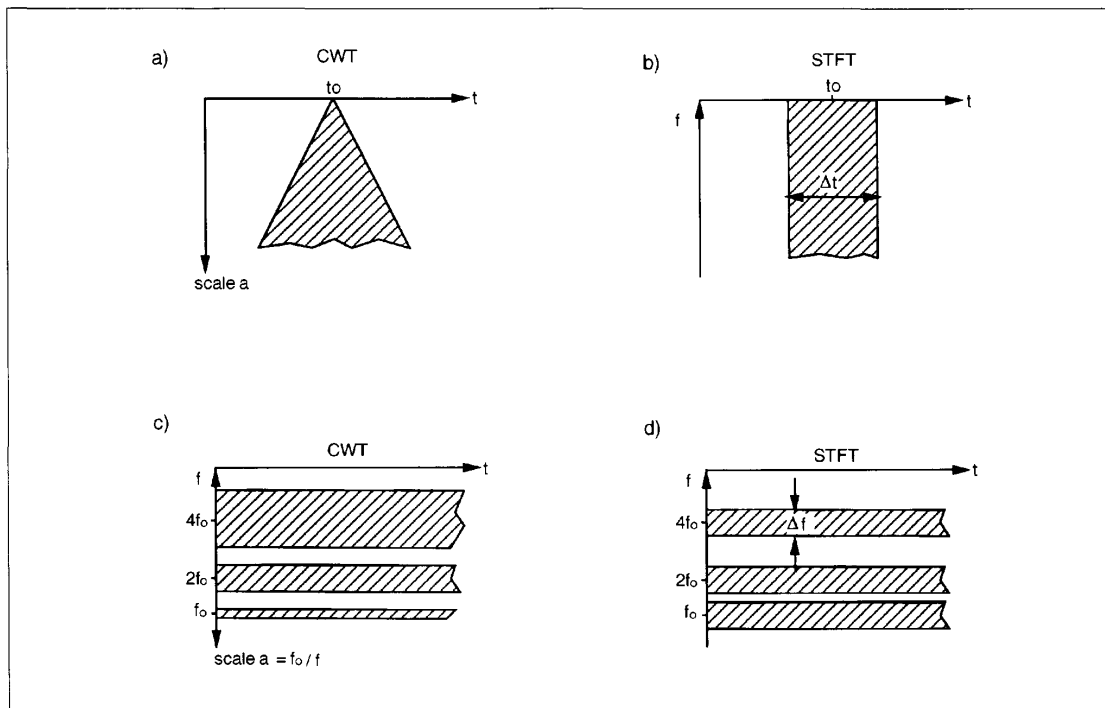 a)
CWT
to
t
scale a
b)
STFT
to
t
f
Δt
c)
CWT
t
f
4fo
2fo
fo
scale a = fo / f
d)
STFT
t
f
4fo
Δf
2fo
fo